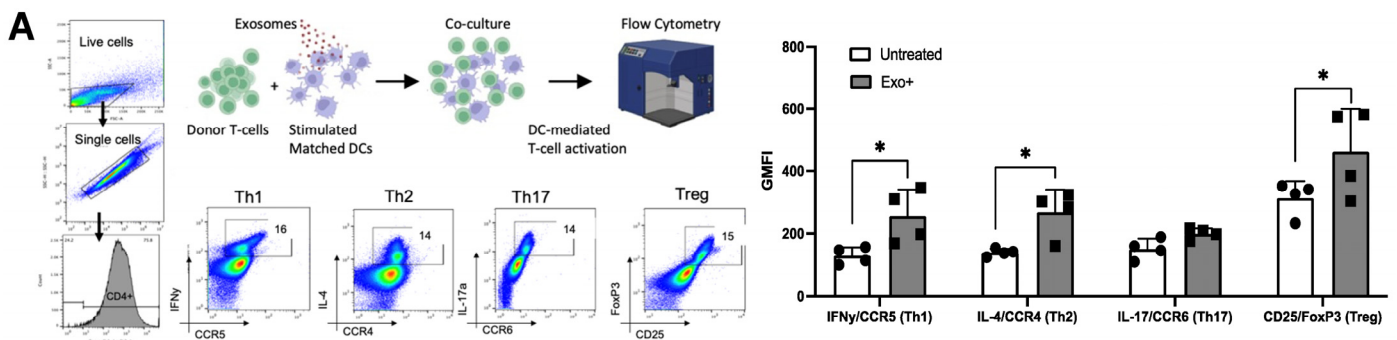 A
Live cells
Single cells
CD4+
Exosomes
+
Donor T-cells
Stimulated
Matched DCs
Co-culture
DC-mediated
T-cell activation
Flow Cytometry
Th1
16
IFNy
CCR5
Th2
14
IL-4
CCR4
Th17
14
IL-17a
CCR6
Treg
15
FoxP3
CD25
GMFI
800
600
400
200
0
Untreated
Exo+
*
*
*
IFNy/CCR5 (Th1)
IL-4/CCR4 (Th2)
IL-17/CCR6 (Th17)
CD25/FoxP3 (Treg)